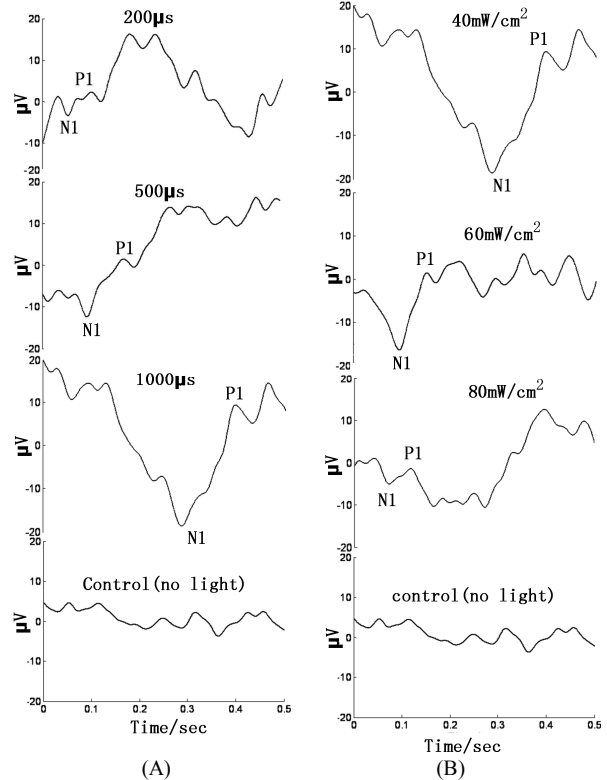 200µs
20
10
0
-10
-20
µV
P1
N1
500µs
20
10
0
-10
-20
µV
P1
N1
1000µs
20
10
0
-10
-20
µV
P1
N1
Control(no light)
20
10
0
-10
-20
µV
0 0.1 0.2 0.3 0.4 0.5
Time/sec
(A)
40mW/cm²
20
10
0
-10
-20
µV
P1
N1
60mW/cm²
20
10
0
-10
-20
µV
P1
N1
80mW/cm²
20
10
0
-10
-20
µV
P1
N1
control(no light)
20
10
0
-10
-20
µV
0 0.1 0.2 0.3 0.4 0.5
Time/sec
(B)